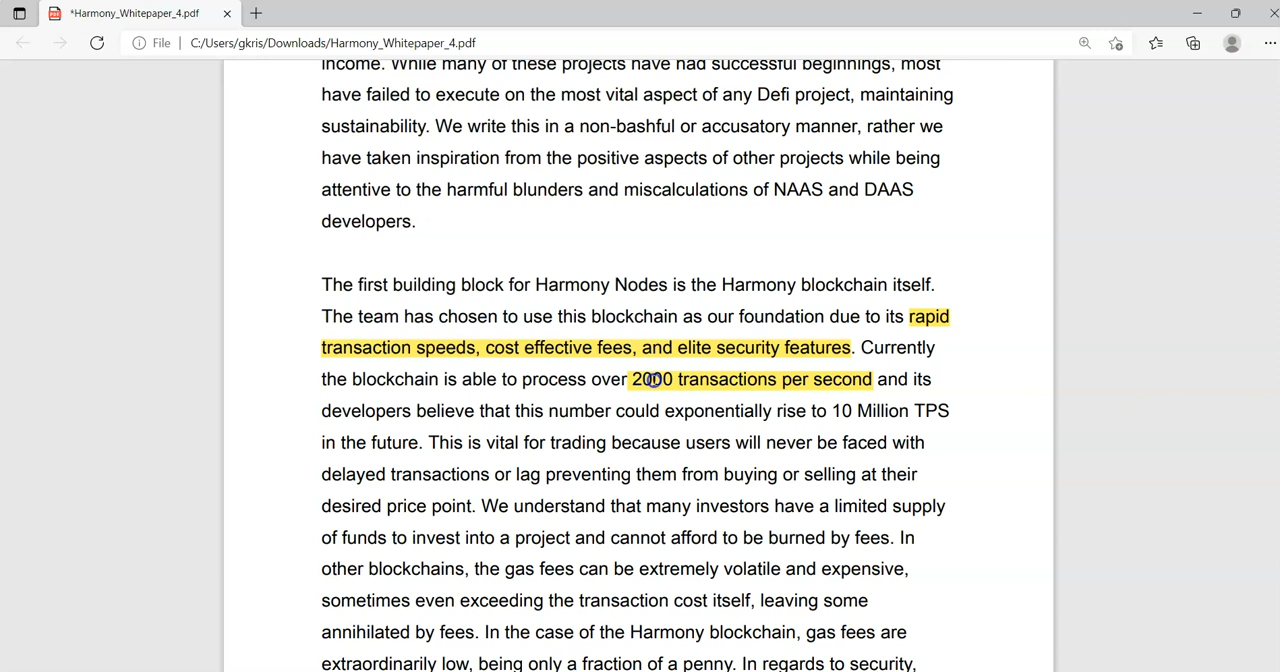 *Harmony_Whitepaper_4.pdf
File | C:/Users/gkris/Downloads/Harmony_Whitepaper_4.pdf
income. While many of these projects have had successful beginnings, most
have failed to execute on the most vital aspect of any Defi project, maintaining
sustainability. We write this in a non-bashful or accusatory manner, rather we
have taken inspiration from the positive aspects of other projects while being
attentive to the harmful blunders and miscalculations of NAAS and DAAS
developers.
The first building block for Harmony Nodes is the Harmony blockchain itself.
The team has chosen to use this blockchain as our foundation due to its rapid
transaction speeds, cost effective fees, and elite security features. Currently
the blockchain is able to process over 2000 transactions per second and its
developers believe that this number could exponentially rise to 10 Million TPS
in the future. This is vital for trading because users will never be faced with
delayed transactions or lag preventing them from buying or selling at their
desired price point. We understand that many investors have a limited supply
of funds to invest into a project and cannot afford to be burned by fees. In
other blockchains, the gas fees can be extremely volatile and expensive,
sometimes even exceeding the transaction cost itself, leaving some
annihilated by fees. In the case of the Harmony blockchain, gas fees are
extraordinarily low, being only a fraction of a penny. In regards to security,